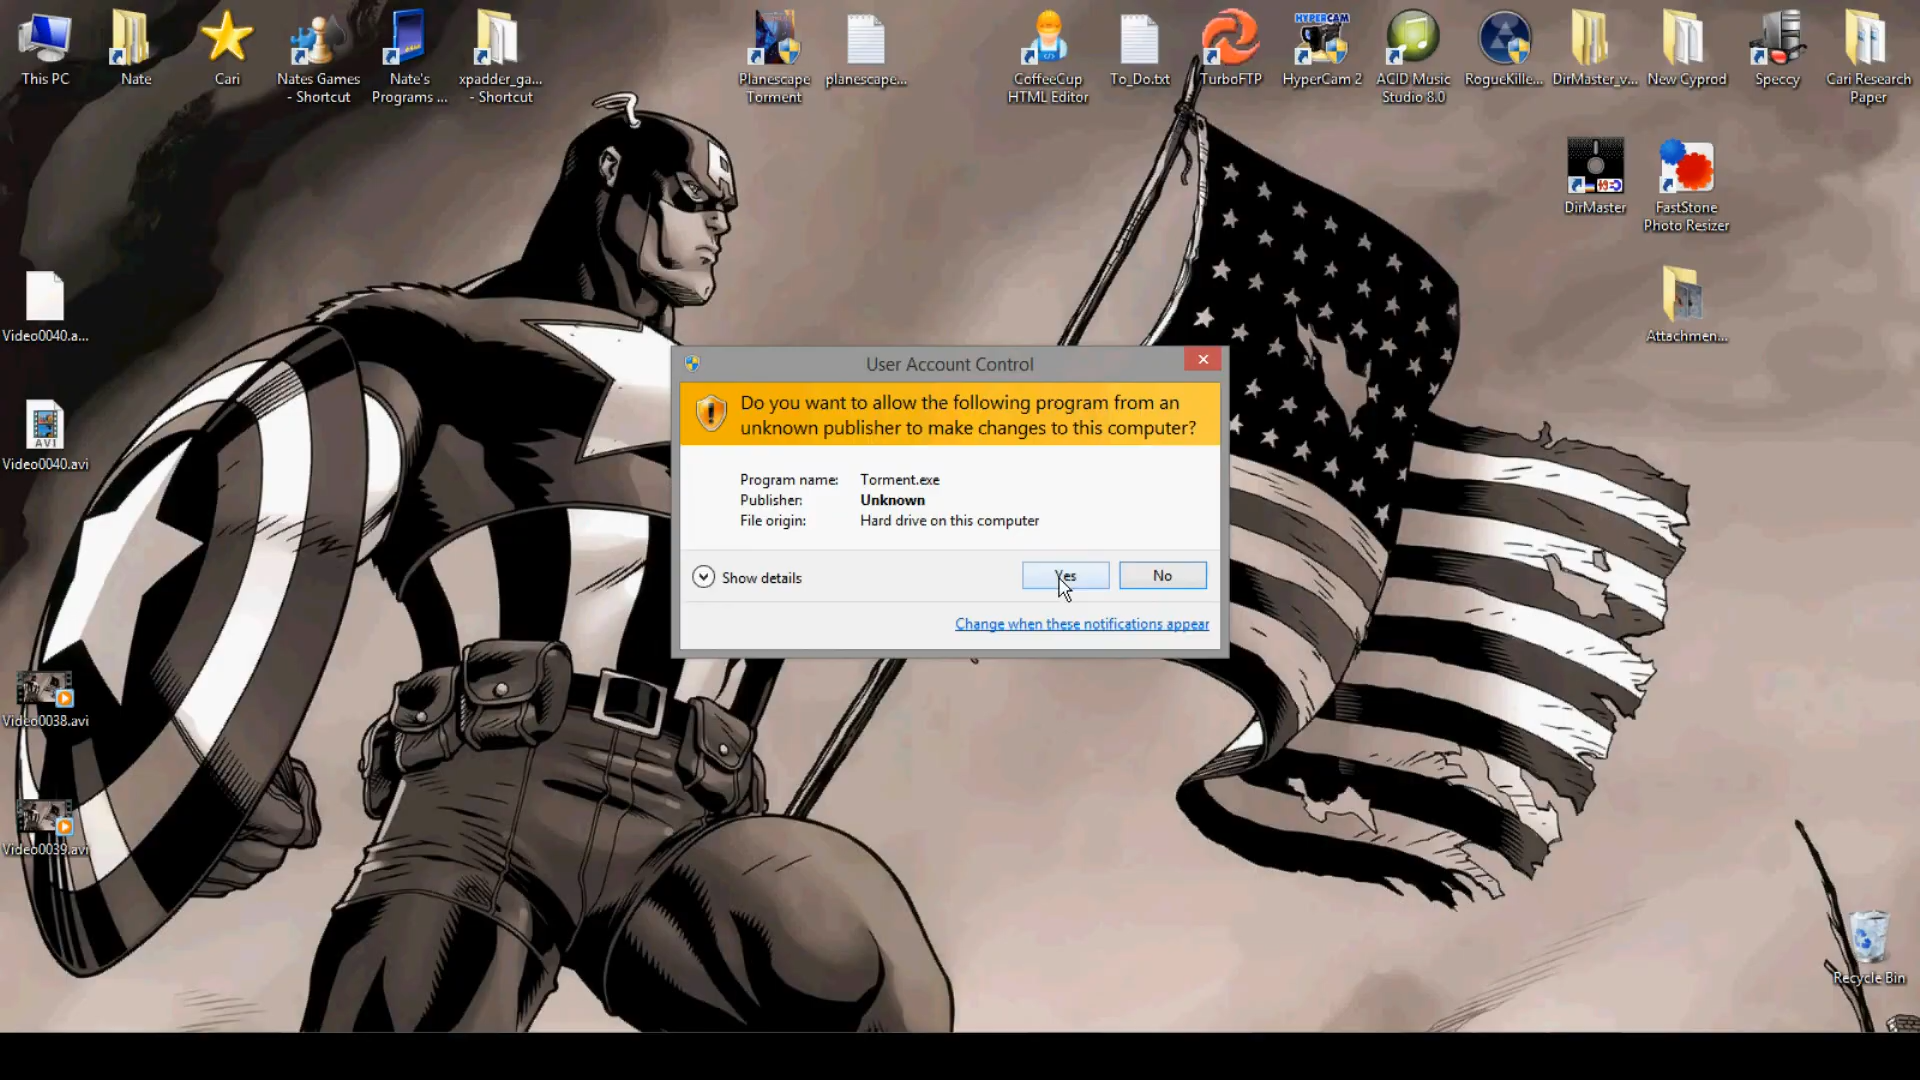 This PC
Nate
Cari
Nates Games
- Shortcut
Nate's
Programs ...
xpadder_ga...
- Shortcut
Planescape
Torment
planescape...
CoffeeCup
HTML Editor
To_Do.txt
TurboFTP
HYPERCAM
HyperCam 2
ACID Music
Studio 8.0
RogueKille...
DirMaster_v...
New Cyprod
Speccy
Cari Research
Paper
DirMaster
FastStone
Photo Resizer
Attachmen...
Video0040.a...
AVI
Video0040.avi
Video0038.avi
Video0039.avi
Recycle Bin
A
User Account Control
Do you want to allow the following program from an
unknown publisher to make changes to this computer?
Program name: Torment.exe
Publisher: Unknown
File origin: Hard drive on this computer
Show details
Yes
No
Change when these notifications appear